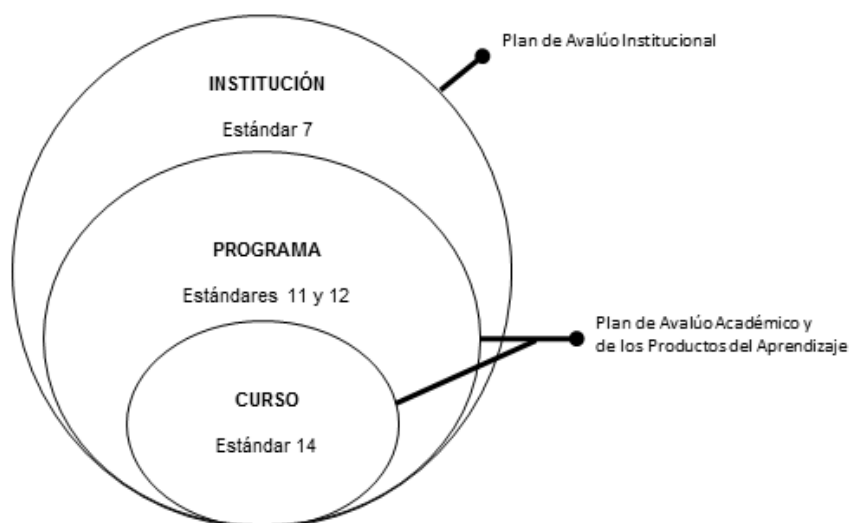 Plan de Avalúo Institucional
INSTITUCIÓN
Estándar 7
PROGRAMA
Estándares 11 y 12
Plan de Avalúo Académico y
de los Productos del Aprendizaje
CURSO
Estándar 14